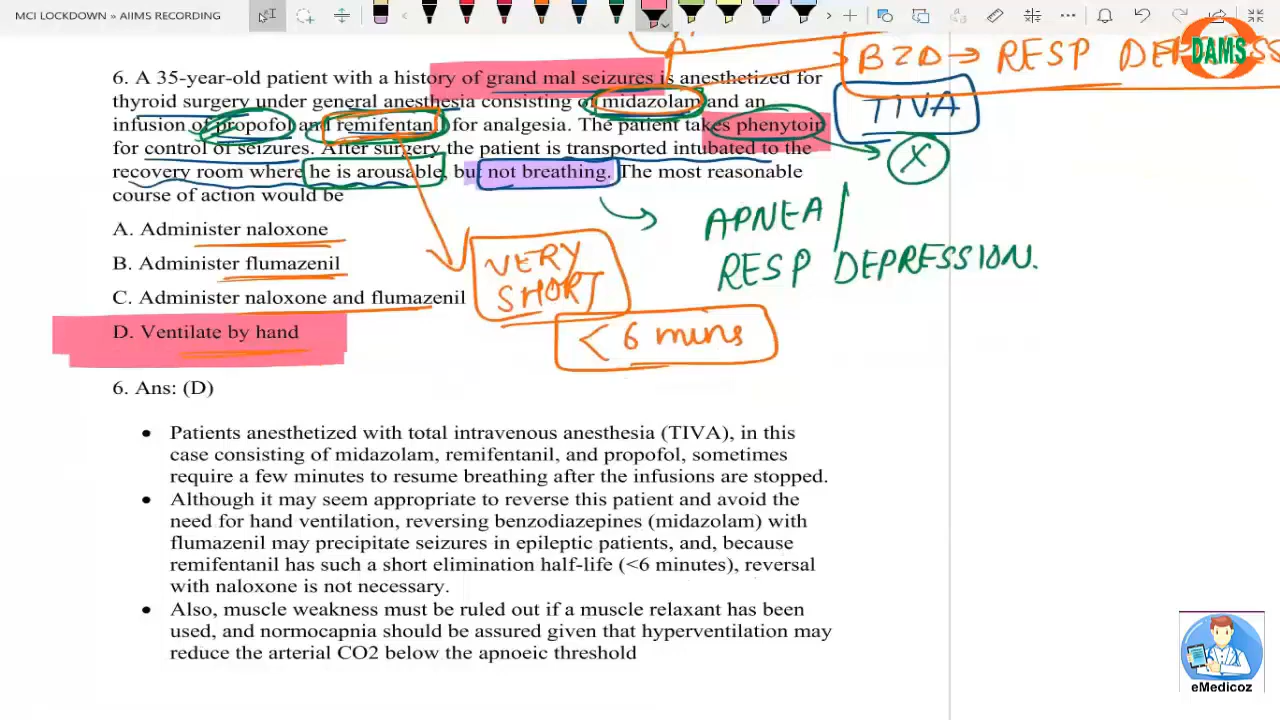 MCI LOCKDOWN » AIIMS RECORDING
DAMS
BZD → RESP DEPRESS
6. A 35-year-old patient with a history of grand mal seizures is anesthetized for
thyroid surgery under general anesthesia consisting of midazolam and an
TIVA
infusion of propofol and remifentanil for analgesia. The patient takes phenytoin
for control of seizures. After surgery the patient is transported intubated to the
X
recovery room where he is arousable, but not breathing. The most reasonable
course of action would be
APNEA /
RESP DEPRESSION.
A. Administer naloxone
B. Administer flumazenil
VERY
SHORT
C. Administer naloxone and flumazenil
D. Ventilate by hand
< 6 mins
6. Ans: (D)
• Patients anesthetized with total intravenous anesthesia (TIVA), in this
case consisting of midazolam, remifentanil, and propofol, sometimes
require a few minutes to resume breathing after the infusions are stopped.
• Although it may seem appropriate to reverse this patient and avoid the
need for hand ventilation, reversing benzodiazepines (midazolam) with
flumazenil may precipitate seizures in epileptic patients, and, because
remifentanil has such a short elimination half-life (<6 minutes), reversal
with naloxone is not necessary.
• Also, muscle weakness must be ruled out if a muscle relaxant has been
used, and normocapnia should be assured given that hyperventilation may
reduce the arterial CO2 below the apnoeic threshold
eMedicoz